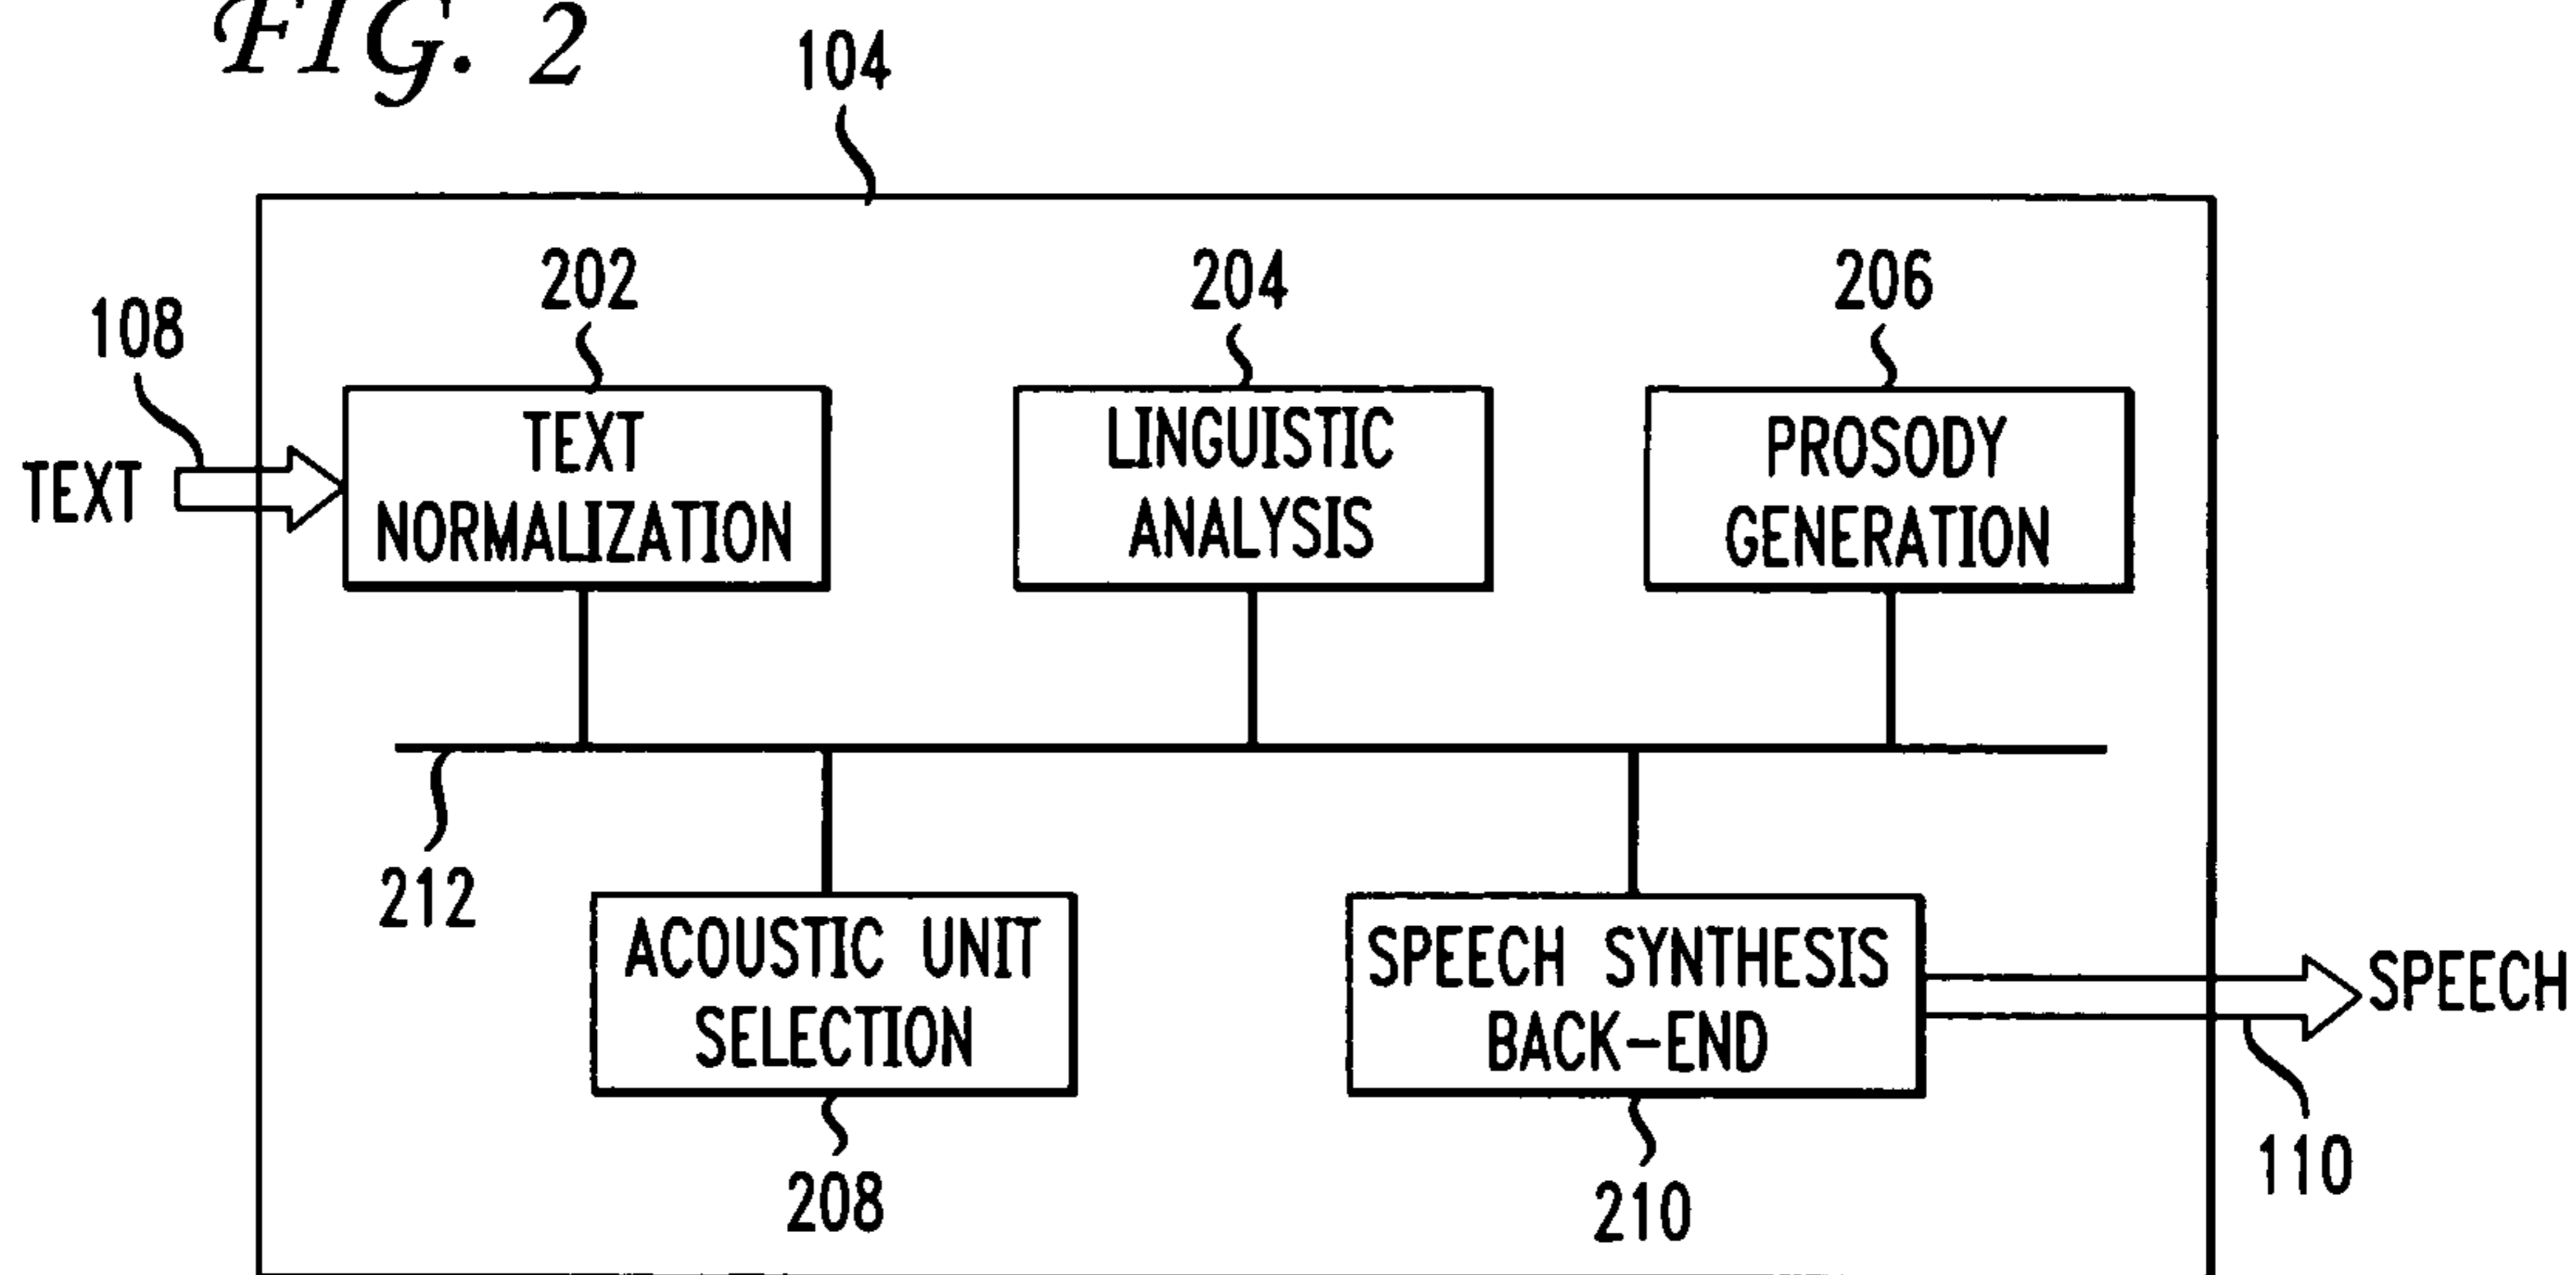 FIG. 2
104
202
204
206
108
TEXT
TEXT
NORMALIZATION
LINGUISTIC
ANALYSIS
PROSODY
GENERATION
212
ACOUSTIC UNIT
SELECTION
SPEECH SYNTHESIS
BACK-END
SPEECH
208
210
110